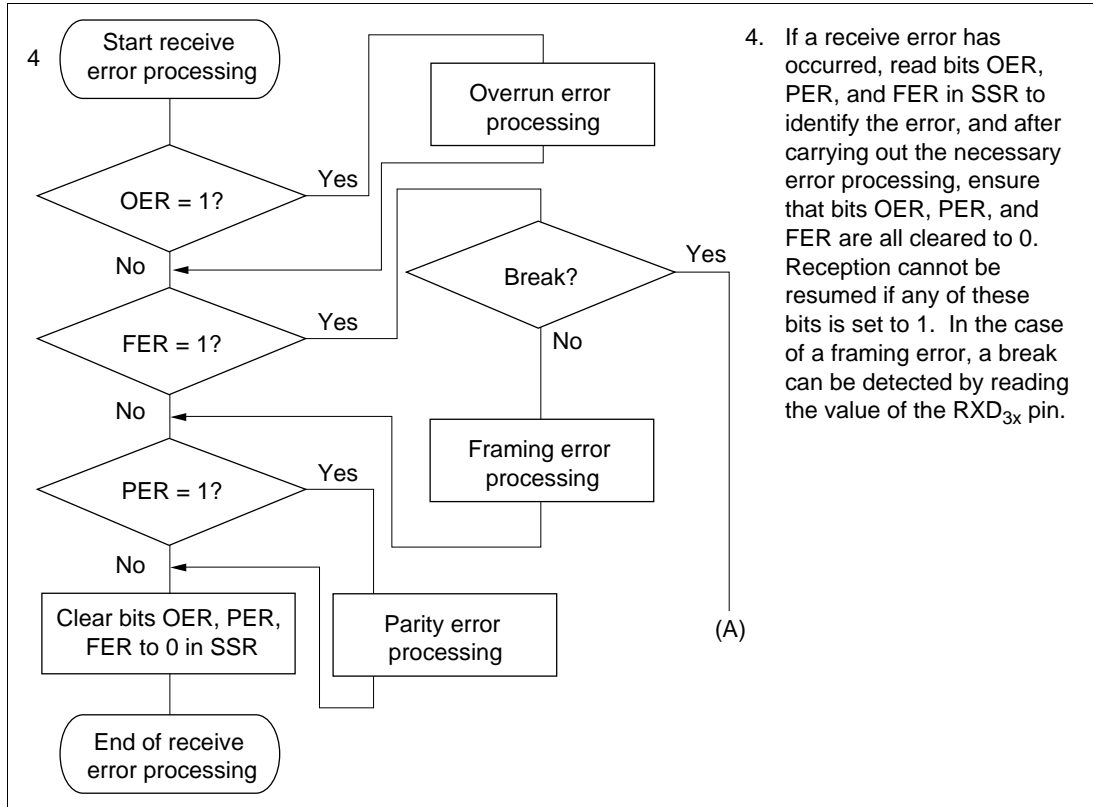 4
Start receive
error processing
Overrun error
processing
OER = 1?
Yes
No
Break?
Yes
No
FER = 1?
Yes
No
Framing error
processing
PER = 1?
Yes
No
Clear bits OER, PER,
FER to 0 in SSR
Parity error
processing
(A)
End of receive
error processing
4. If a receive error has
occurred, read bits OER,
PER, and FER in SSR to
identify the error, and after
carrying out the necessary
error processing, ensure
that bits OER, PER, and
FER are all cleared to 0.
Reception cannot be
resumed if any of these
bits is set to 1. In the case
of a framing error, a break
can be detected by reading
the value of the RXD3x pin.